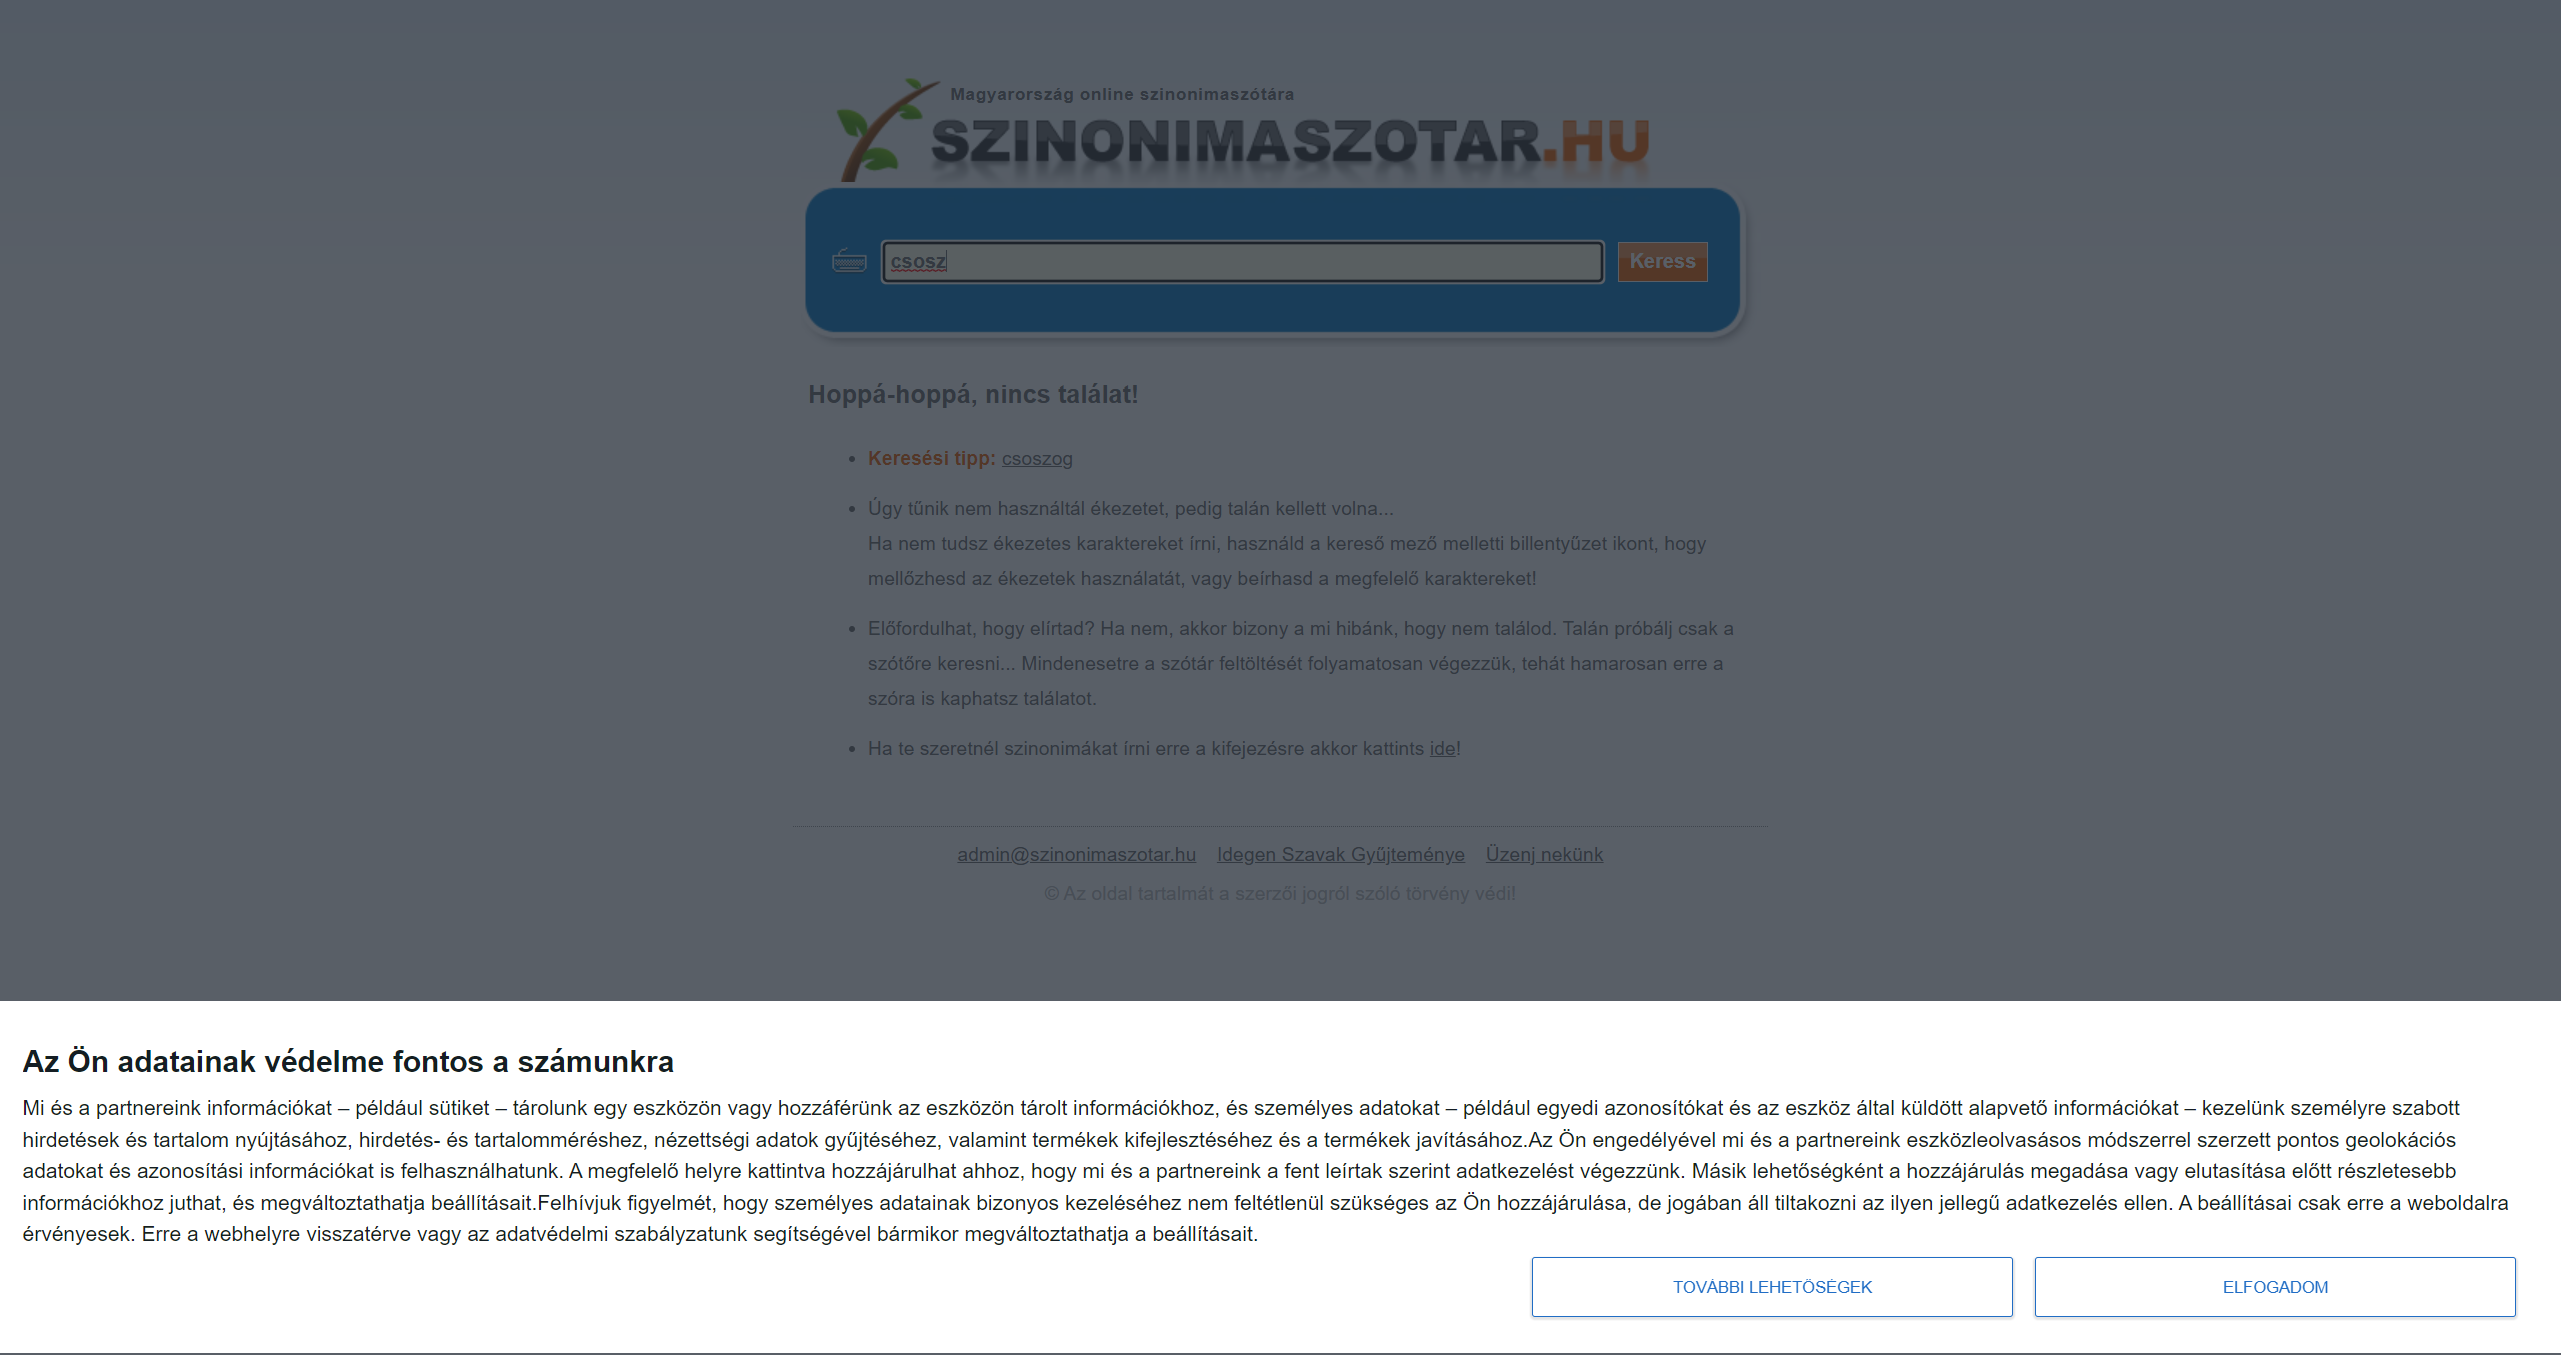 Magyarország online szinonimaszótára
SZINONIMASZOTAR.HU
csosz
Keress
Hoppá-hoppá, nincs találat!
Keresési tipp: csoszog
Úgy tűnik nem használtál ékezetet, pedig talán kellett volna...
Ha nem tudsz ékezetes karaktereket írni, használd a kereső mező melletti billentyűzet ikont, hogy
mellőzhesd az ékezetek használatát, vagy beírhasd a megfelelő karaktereket!
Előfordulhat, hogy elírtad? Ha nem, akkor bizony a mi hibánk, hogy nem találod. Talán próbálj csak a
szótőre keresni... Mindenesetre a szótár feltöltését folyamatosan végezzük, tehát hamarosan erre a
szóra is kaphatsz találatot.
Ha te szeretnél szinonimákat írni erre a kifejezésre akkor kattints ide!
admin@szinonimaszotar.hu Idegen Szavak Gyűjteménye Üzenj nekünk
© Az oldal tartalmát a szerzői jogról szóló törvény védi!
Az Ön adatainak védelme fontos a számunkra
Mi és a partnereink információkat – például sütiket – tárolunk egy eszközön vagy hozzáférünk az eszközön tárolt információkhoz, és személyes adatokat – például egyedi azonosítókat és az eszköz által küldött alapvető információkat – kezelünk személyre szabott
hirdetések és tartalom nyújtásához, hirdetés- és tartalomméréshez, nézettségi adatok gyűjtéséhez, valamint termékek kifejlesztéséhez és a termékek javításához.Az Ön engedélyével mi és a partnereink eszközleolvasásos módszerrel szerzett pontos geolokációs
adatokat és azonosítási információkat is felhasználhatunk. A megfelelő helyre kattintva hozzájárulhat ahhoz, hogy mi és a partnereink a fent leírtak szerint adatkezelést végezzünk. Másik lehetőségként a hozzájárulás megadása vagy elutasítása előtt részletesebb
információkhoz juthat, és megváltoztathatja beállításait.Felhívjuk figyelmét, hogy személyes adatainak bizonyos kezeléséhez nem feltétlenül szükséges az Ön hozzájárulása, de jogában áll tiltakozni az ilyen jellegű adatkezelés ellen. A beállításai csak erre a weboldalra
érvényesek. Erre a webhelyre visszatérve vagy az adatvédelmi szabályzatunk segítségével bármikor megváltoztathatja a beállításait.
TOVÁBBI LEHETŐSÉGEK
ELFOGADOM